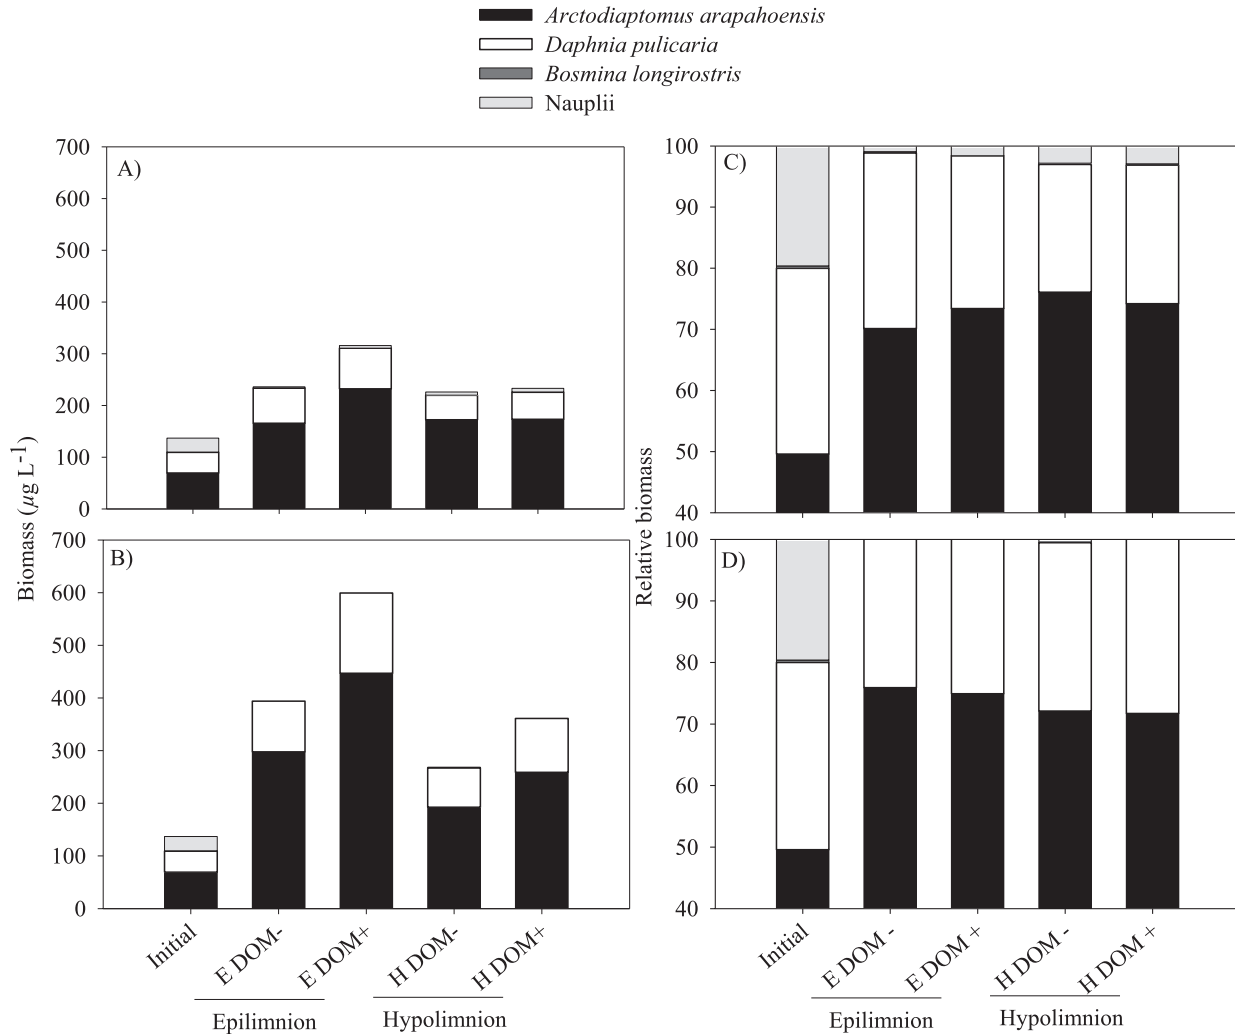 Arctodiaptomus arapahoensis
Daphnia pulicaria
Bosmina longirostris
Nauplii
A)
700
600
500
400
300
200
100
0
B)
700
600
500
400
300
200
100
0
Biomass (µg L-1)
Initial
E DOM-
E DOM+
H DOM-
H DOM+
Epilimnion
Hypolimnion
C)
100
90
80
70
60
50
40
D)
100
90
80
70
60
50
40
Relative biomass
Initial
E DOM -
E DOM +
H DOM -
H DOM +
Epilimnion
Hypolimnion